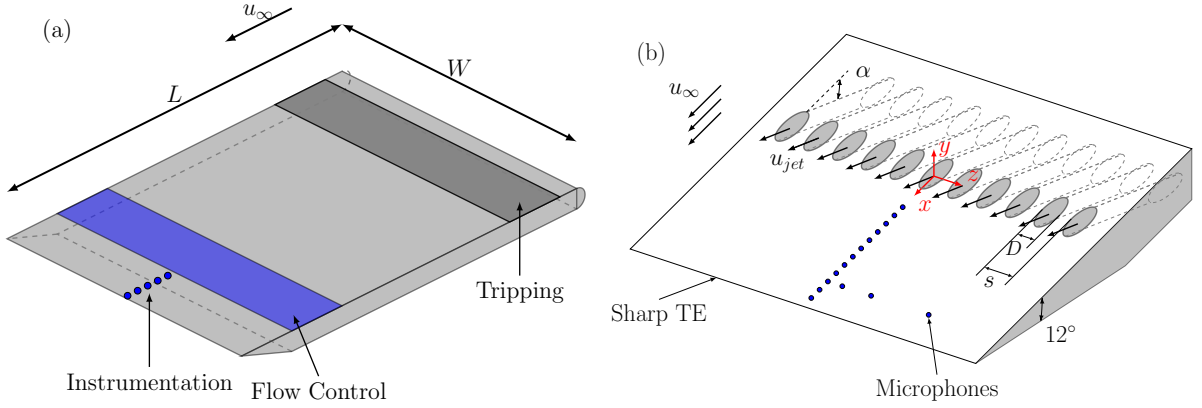 (a)
u∞
L
W
Tripping
Instrumentation
Flow Control
(b)
u∞
α
u_jet
y
z
x
D
s
Sharp TE
12°
Microphones